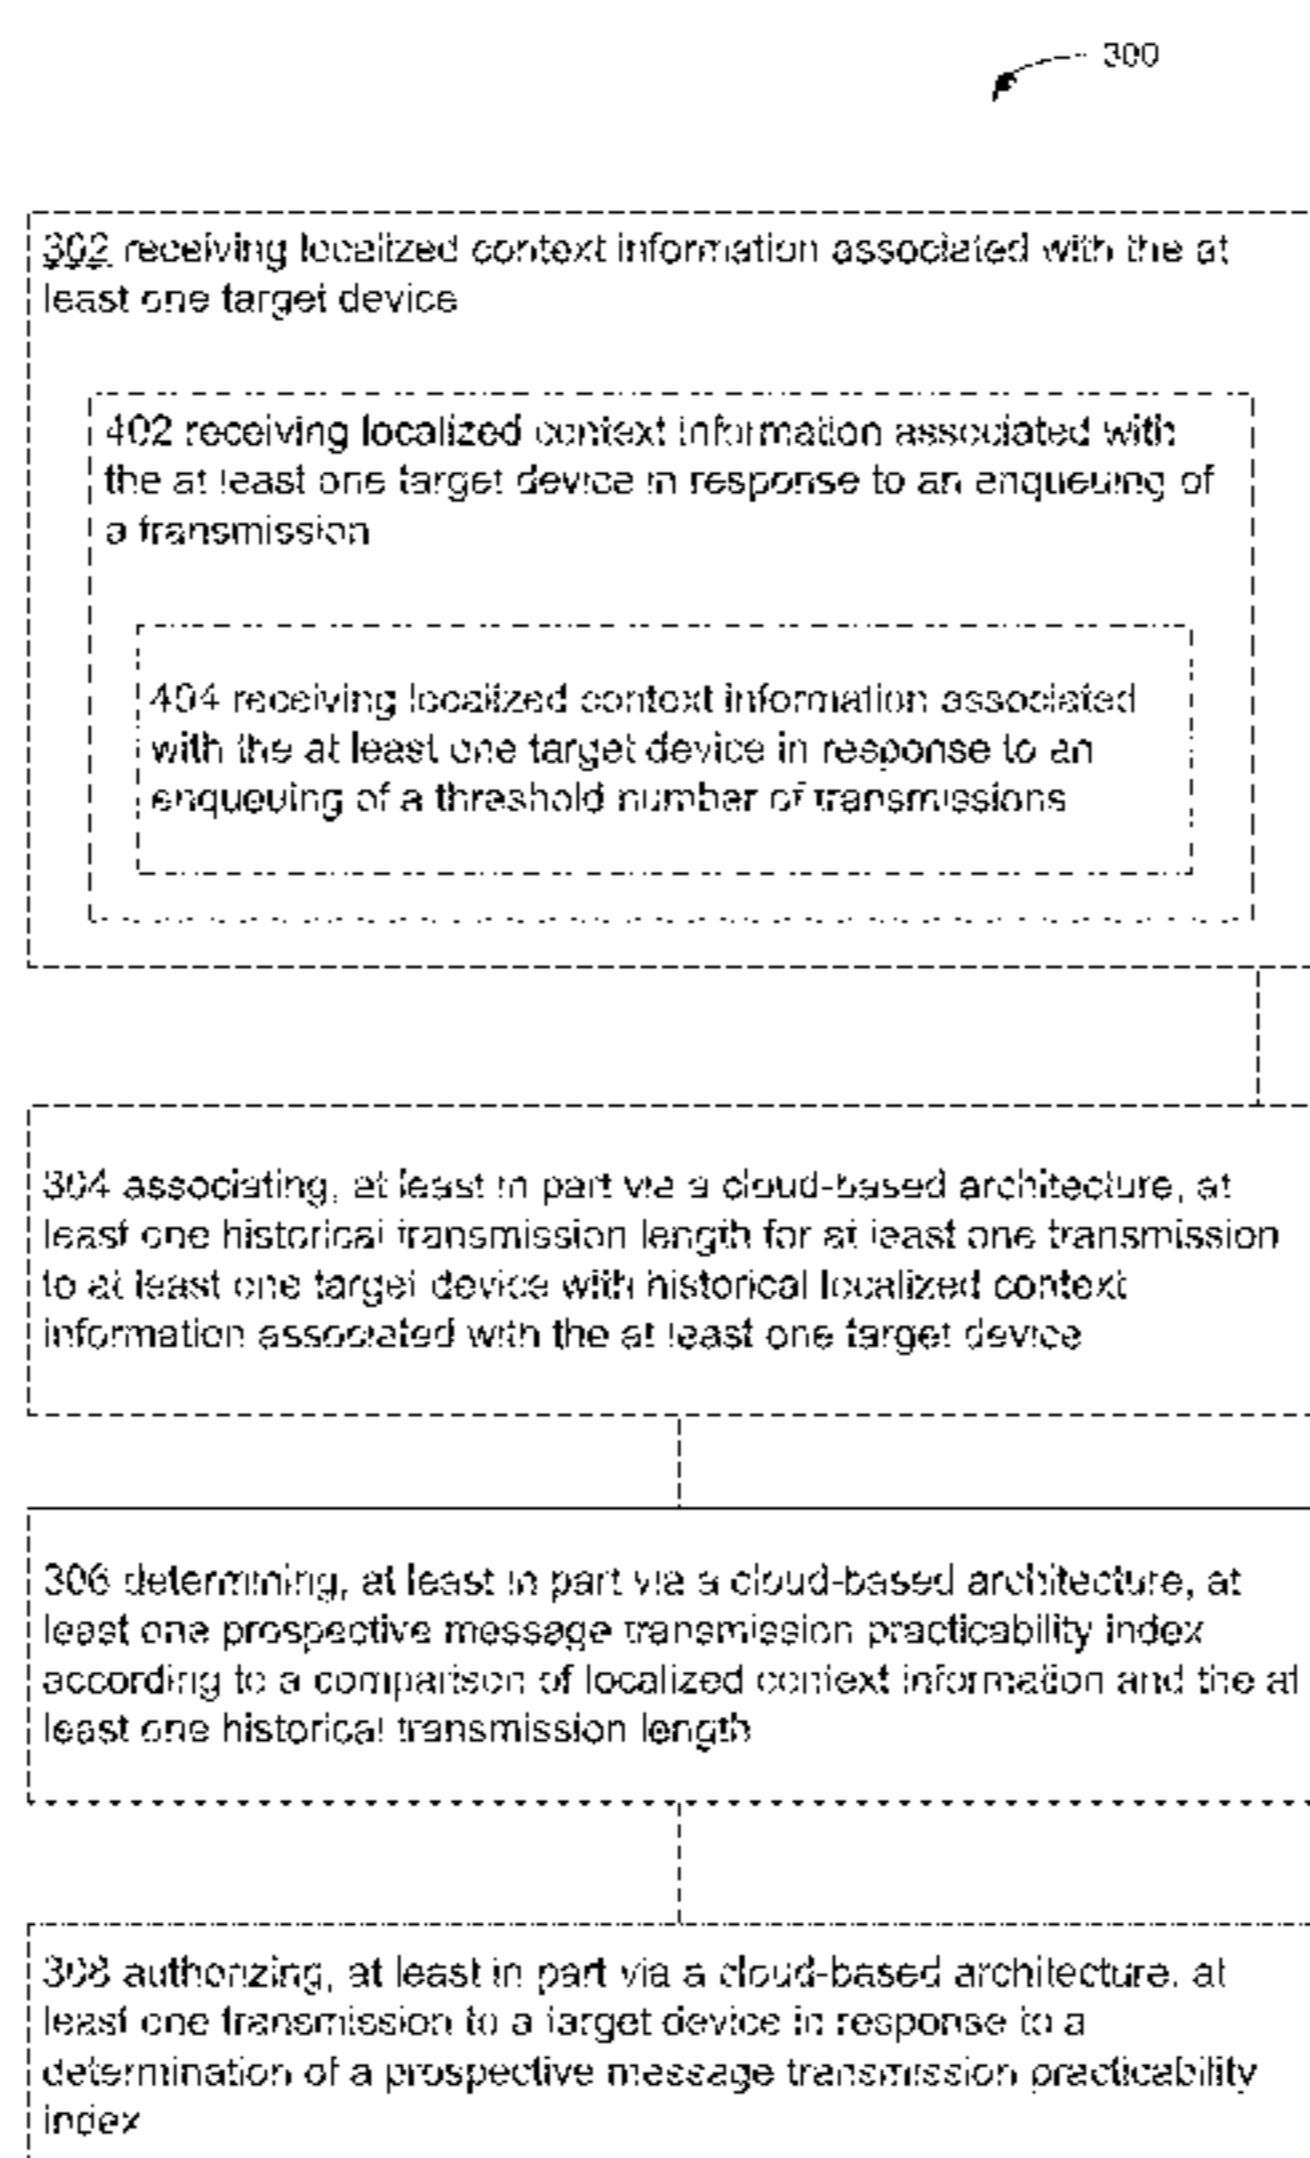 300
302 receiving localized context information associated with the at
least one target device
402 receiving localized context information associated with
the at least one target device in response to an enqueuing of
a transmission
404 receiving localized context information associated
with the at least one target device in response to an
enqueuing of a threshold number of transmissions
304 associating, at least in part via a cloud-based architecture, at
least one historical transmission length for at least one transmission
to at least one target device with historical localized context
information associated with the at least one target device
306 determining, at least in part via a cloud-based architecture, at
least one prospective message transmission practicability index
according to a comparison of localized context information and the at
least one historical transmission length
308 authorizing, at least in part via a cloud-based architecture, at
least one transmission to a target device in response to a
determination of a prospective message transmission practicability
index